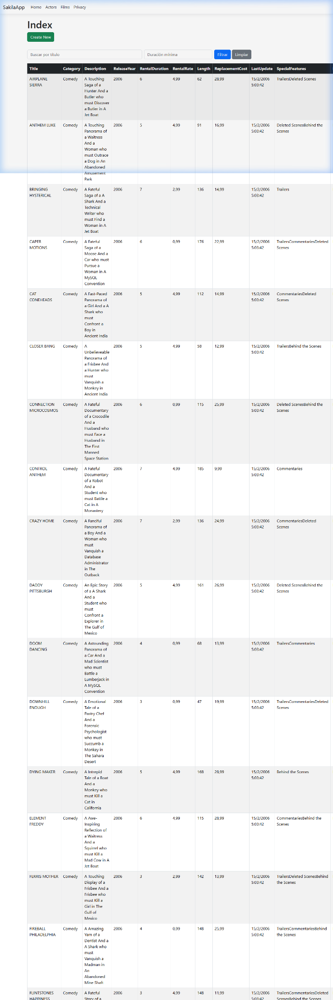 SakilaApp Home Actors Films Privacy
Index
Create New
Buscar por título Duración mínima Filtrar Limpiar
Title Category Description ReleaseYear RentalDuration RentalRate Length ReplacementCost LastUpdate SpecialFeatures
AIRPLANE Comedy A Touching 2006 6 4,99 62 28,99 15/2/2006 TrailersDeleted Scenes
SIERRA Saga of a 5:03:42
Hunter And a
Butler who
must Discover
a Butler in A
Jet Boat
ANTHEM LUKE Comedy A Touching 2006 5 4,99 91 16,99 15/2/2006 Deleted ScenesBehind the
Panorama of 5:03:42 Scenes
a Waitress
And a
Woman who
must Outrace
a Dog in An
Abandoned
Amusement
Park
BRINGING Comedy A Fateful 2006 7 2,99 136 14,99 15/2/2006 Trailers
HYSTERICAL Saga of a A 5:03:42
Shark And a
Technical
Writer who
must Find a
Woman in A
Jet Boat
CAPER Comedy A Fateful 2006 6 0,99 176 22,99 15/2/2006 TrailersCommentariesDeleted
MOTIONS Saga of a 5:03:42 Scenes
Moose And a
Car who must
Pursue a
Woman in A
MySQL
Convention
CAT Comedy A Fast-Paced 2006 5 4,99 112 14,99 15/2/2006 CommentariesDeleted
CONEHEADS Panorama of 5:03:42 Scenes
a Girl And a A
Shark who
must
Confront a
Boy in
Ancient India
CLOSER BANG Comedy A 2006 5 4,99 58 12,99 15/2/2006 TrailersBehind the Scenes
Unbelieveable 5:03:42
Panorama of
a Frisbee And
a Hunter who
must
Vanquish a
Monkey in
Ancient India
CONNECTION Comedy A Fateful 2006 6 0,99 115 25,99 15/2/2006 Deleted ScenesBehind the
MICROCOSMOS Documentary 5:03:42 Scenes
of a Crocodile
And a
Husband who
must Face a
Husband in
The First
Manned
Space Station
CONTROL Comedy A Fateful 2006 7 4,99 185 9,99 15/2/2006 Commentaries
ANTHEM Documentary 5:03:42
of a Robot
And a
Student who
must Battle a
Cat in A
Monastery
CRAZY HOME Comedy A Fanciful 2006 7 2,99 136 24,99 15/2/2006 CommentariesDeleted
Panorama of 5:03:42 Scenes
a Boy And a
Woman who
must
Vanquish a
Database
Administrator
in The
Outback
DADDY Comedy An Epic Story 2006 5 4,99 161 26,99 15/2/2006 Deleted ScenesBehind the
PITTSBURGH of a A Shark 5:03:42 Scenes
And a
Student who
must
Confront a
Explorer in
The Gulf of
Mexico
DOOM Comedy A Astounding 2006 4 0,99 68 13,99 15/2/2006 TrailersCommentaries
DANCING Panorama of 5:03:42
a Car And a
Mad Scientist
who must
Battle a
Lumberjack in
A MySQL
Convention
DOWNHILL Comedy A Emotional 2006 3 0,99 47 19,99 15/2/2006 TrailersCommentariesDeleted
ENOUGH Tale of a 5:03:42 Scenes
Pastry Chef
And a
Forensic
Psychologist
who must
Succumb a
Monkey in
The Sahara
Desert
DYING MAKER Comedy A Intrepid 2006 5 4,99 168 28,99 15/2/2006 Behind the Scenes
Tale of a Boat 5:03:42
And a
Monkey who
must Kill a
Cat in
California
ELEMENT Comedy A Awe- 2006 6 4,99 115 28,99 15/2/2006 CommentariesBehind the
FREDDY Inspiring 5:03:42 Scenes
Reflection of
a Waitress
And a
Squirrel who
must Kill a
Mad Cow in A
Jet Boat
FERRIS MOTHER Comedy A Touching 2006 3 2,99 142 13,99 15/2/2006 TrailersDeleted ScenesBehind
Display of a 5:03:42 the Scenes
Frisbee And a
Frisbee who
must Kill a
Girl in The
Gulf of
Mexico
FIREBALL Comedy A Amazing 2006 4 0,99 148 25,99 15/2/2006 TrailersCommentariesBehind
PHILADELPHIA Yarn of a 5:03:42 the Scenes
Dentist And a
A Shark who
must
Vanquish a
Madman in
An
Abandoned
Mine Shaft
FLINTSTONES Comedy A Fateful 2006 3 4,99 148 11,99 15/2/2006 TrailersCommentariesDeleted
HAPPINESS Story of a 5:03:42 ScenesBehind the Scenes